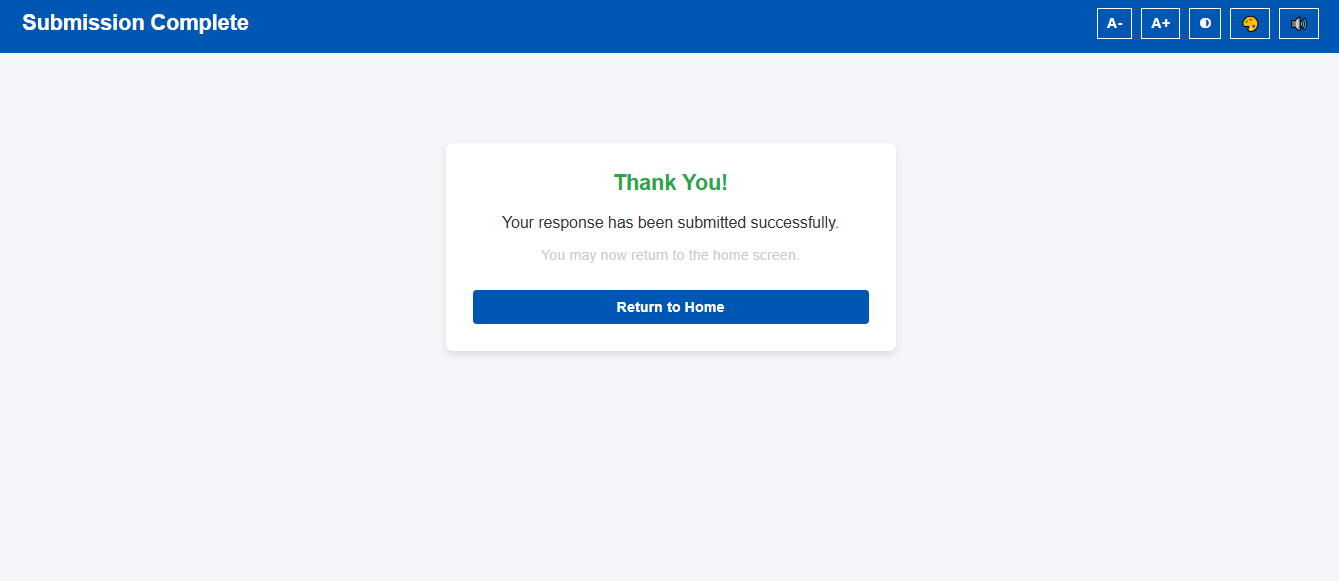 Submission Complete
A-
A+
Thank You!
Your response has been submitted successfully.
You may now return to the home screen.
Return to Home